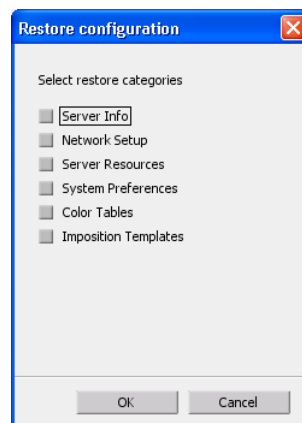 Restore configuration
Select restore categories
Server Info
Network Setup
Server Resources
System Preferences
Color Tables
Imposition Templates
OK Cancel